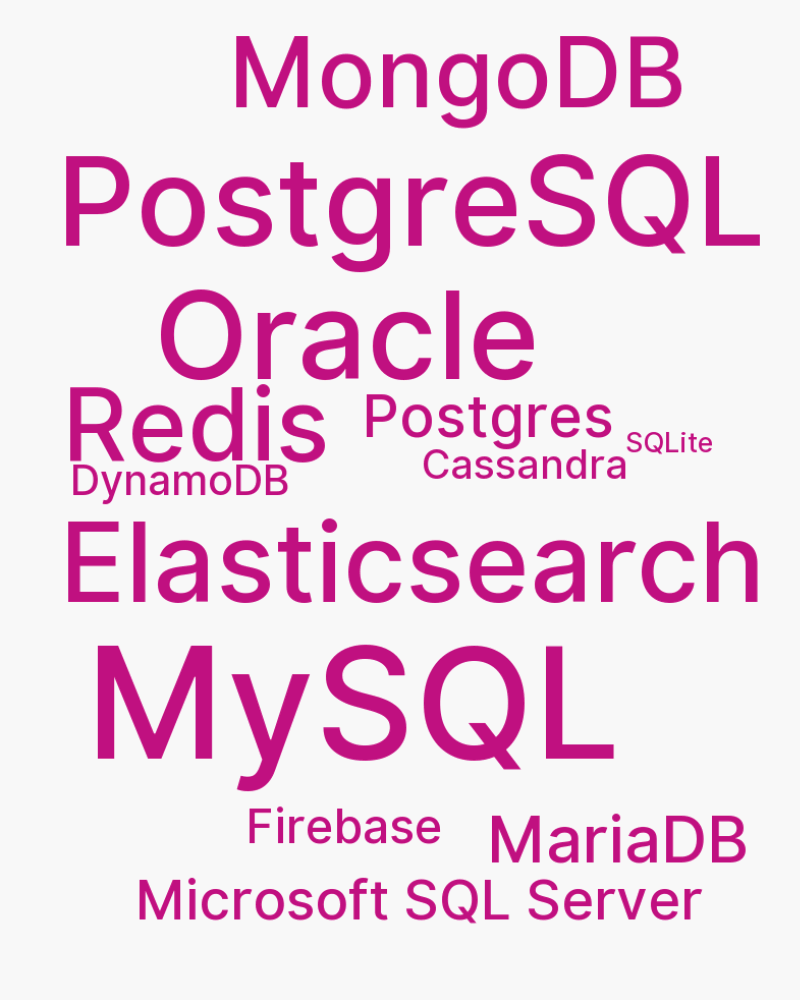 MongoDB
PostgreSQL
Oracle
Redis
Postgres
SQLite
Cassandra
DynamoDB
Elasticsearch
MySQL
Firebase
MariaDB
Microsoft SQL Server